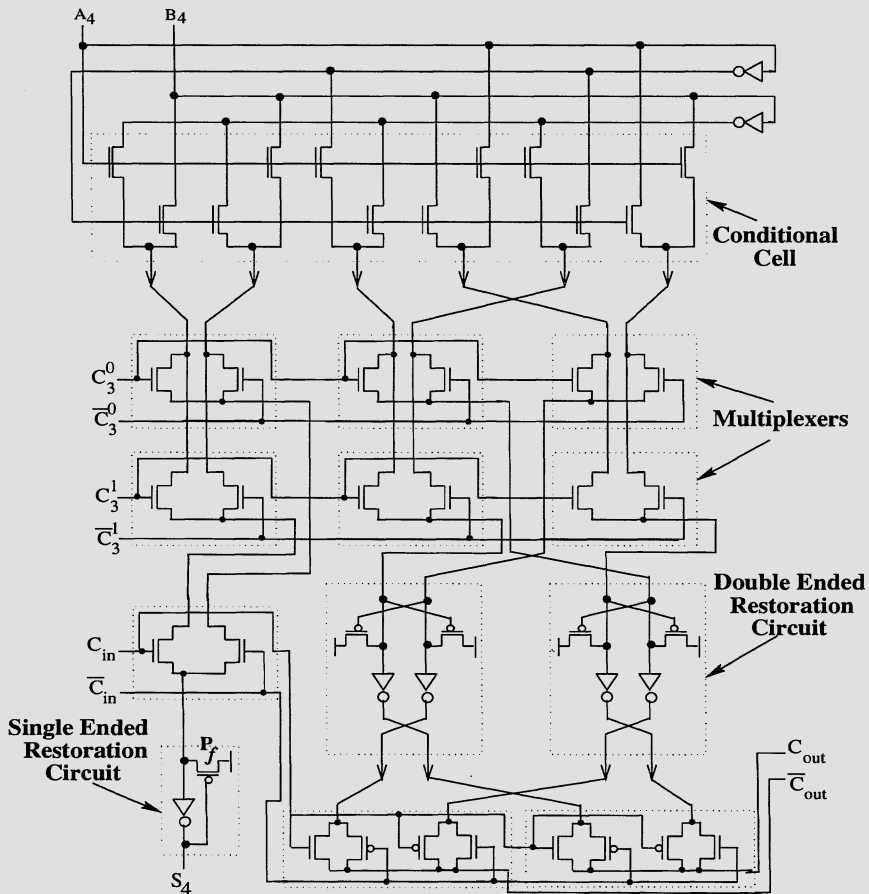 A4 B4
Conditional
Cell
C₃⁰
C̅₃⁰
Multiplexers
C₃¹
C̅₃¹
Double Ended
Restoration
Circuit
Cin
C̅in
Single Ended
Restoration
Circuit
Pf
Cout
C̅out
S4